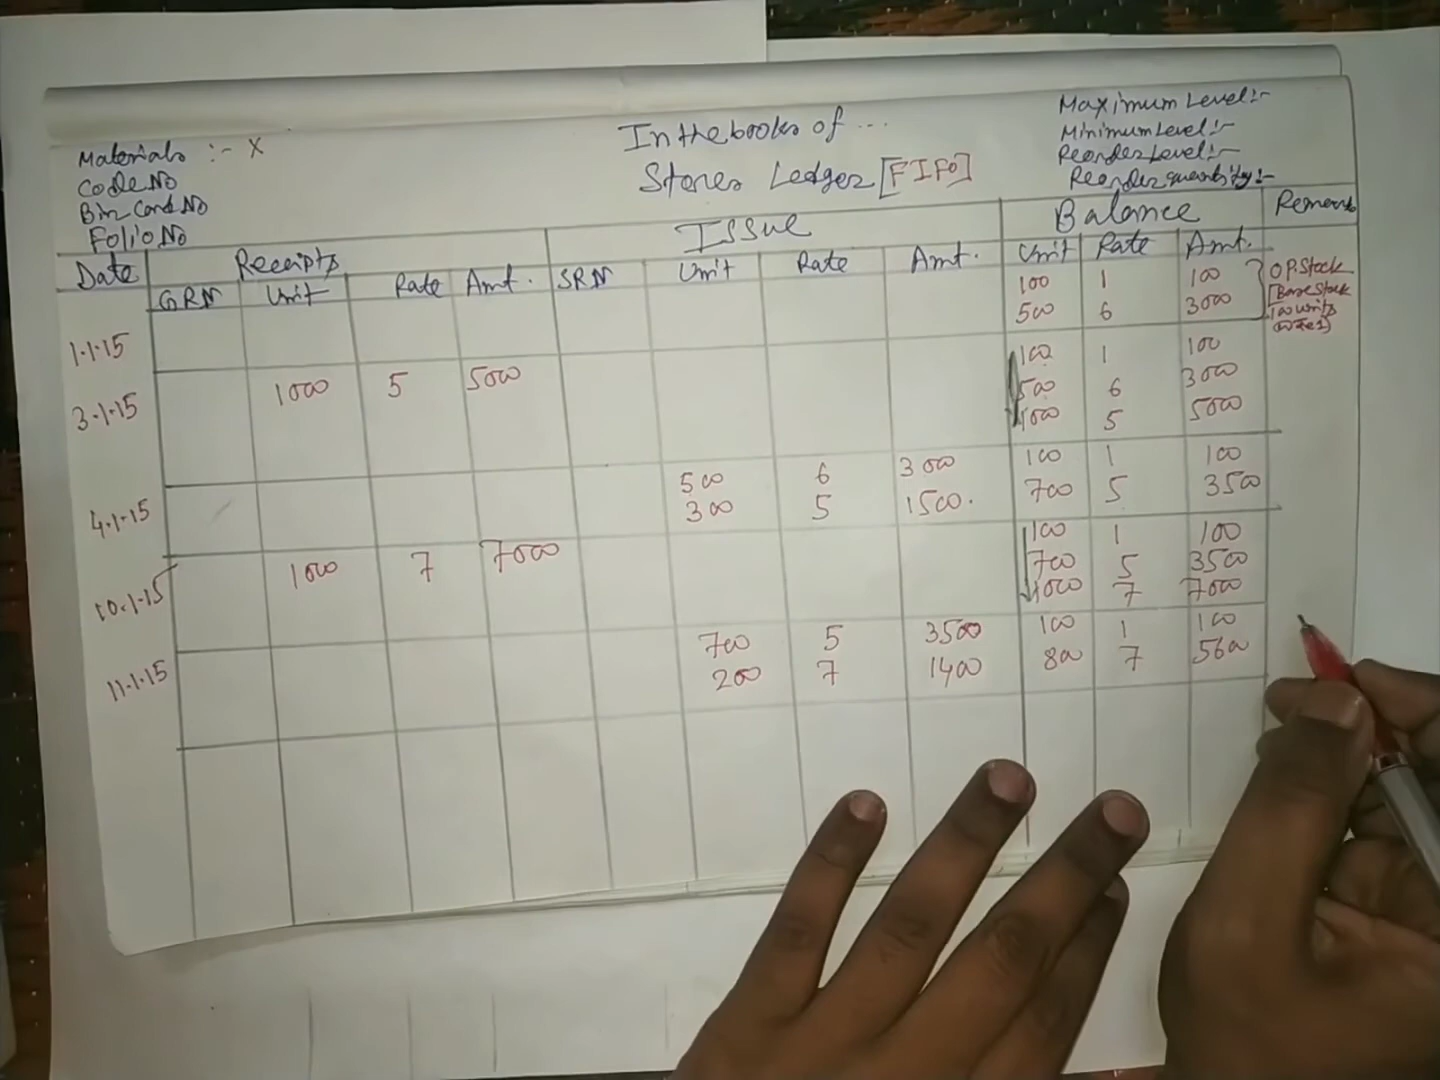 Materials :- X
Code No
Bin Card No
Folio No
In the books of ...
Stores Ledger [FIFO]
Maximum Level:-
Minimum Level:-
Reorder Level:-
Reorder quantity:-
Date Receipts Issue Balance Remarks
GRN Unit Rate Amt. SRN Unit Rate Amt. Unit Rate Amt.
1.1.15 100 1 100
500 6 3000
OP. Stock
[Base Stock
100 units
@ Re 1)
3.1.15 1000 5 5000 100 1 100
500 6 3000
1000 5 5000
4.1.15 500 6 3000 100 1 100
300 5 1500. 700 5 3500
10.1.15 1000 7 7000 100 1 100
700 5 3500
1000 7 7000
11.1.15 700 5 3500 100 1 100
200 7 1400 800 7 5600